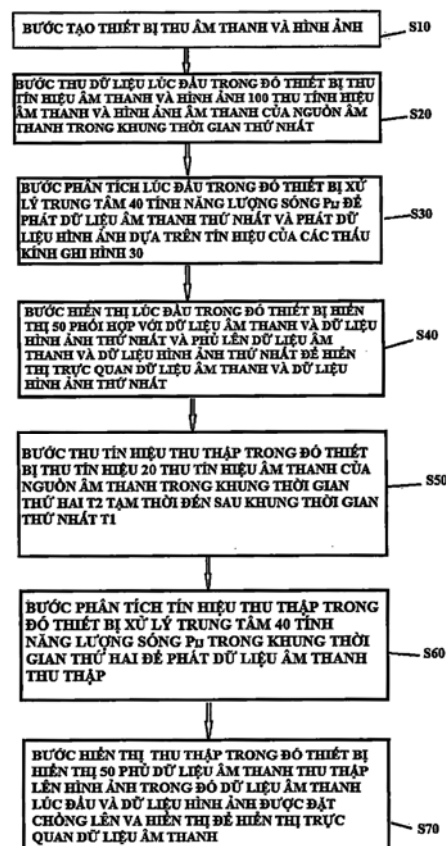 BƯỚC TẠO THIẾT BỊ THU ÂM THANH VÀ HÌNH ẢNH
S10
BƯỚC THU DỮ LIỆU LÚC ĐẦU TRONG ĐÓ THIẾT BỊ THU
TÍN HIỆU ÂM THANH VÀ HÌNH ẢNH 100 THU TÍNH HIỆU
ÂM THANH VÀ HÌNH ẢNH ÂM THANH CỦA NGUỒN ÂM
THANH TRONG KHUNG THỜI GIAN THỨ NHẤT
S20
BƯỚC PHÂN TÍCH LÚC ĐẦU TRONG ĐÓ THIẾT BỊ XỬ
LÝ TRUNG TÂM 40 TÍNH NĂNG LƯỢNG SÓNG PIJ ĐỂ
PHÁT DỮ LIỆU ÂM THANH THỨ NHẤT VÀ PHÁT DỮ
LIỆU HÌNH ẢNH DỰA TRÊN TÍN HIỆU CỦA CÁC THẤU
KÍNH GHI HÌNH 30
S30
BƯỚC HIỂN THỊ LÚC ĐẦU TRONG ĐÓ THIẾT BỊ HIỂN
THỊ 50 PHỐI HỢP VỚI DỮ LIỆU ÂM THANH VÀ DỮ LIỆU
HÌNH ẢNH THỨ NHẤT VÀ PHỦ LÊN DỮ LIỆU ÂM
THANH VÀ DỮ LIỆU HÌNH ẢNH THỨ NHẤT ĐỂ HIỂN
THỊ TRỰC QUAN DỮ LIỆU ÂM THANH VÀ DỮ LIỆU
HÌNH ẢNH THỨ NHẤT
S40
BƯỚC THU TÍN HIỆU THU THẬP TRONG ĐÓ THIẾT
BỊ THU TÍN HIỆU 20 THU TÍN HIỆU ÂM THANH CỦA
NGUỒN ÂM THANH TRONG KHUNG THỜI GIAN
THỨ HAI T2 TẠM THỜI ĐẾN SAU KHUNG THỜI GIAN
THỨ NHẤT T1
S50
BƯỚC PHÂN TÍCH TÍN HIỆU THU THẬP TRONG
ĐÓ THIẾT BỊ XỬ LÝ TRUNG TÂM 40 TÍNH
NĂNG LƯỢNG SÓNG PIJ TRONG KHUNG THỜI
GIAN THỨ HAI ĐỂ PHÁT DỮ LIỆU ÂM THANH
THU THẬP
S60
BƯỚC HIỂN THỊ THU THẬP TRONG ĐÓ THIẾT BỊ
HIỂN THỊ 50 PHỦ DỮ LIỆU ÂM THANH THU THẬP
LÊN HÌNH ẢNH TRONG ĐÓ DỮ LIỆU ÂM THANH
LÚC ĐẦU VÀ DỮ LIỆU HÌNH ẢNH ĐƯỢC ĐẶT
CHỒNG LÊN VA HIỂN THỊ ĐỂ HIỂN THỊ TRỰC
QUAN DỮ LIỆU ÂM THANH
S70